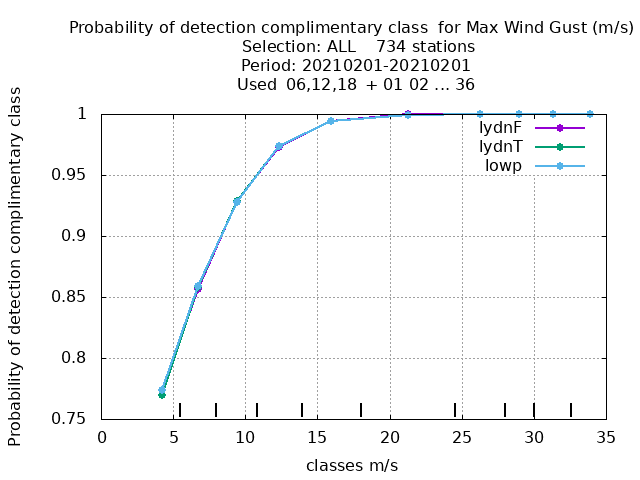 Probability of detection complimentary class  for Max Wind Gust (m/s)
Selection: ALL    734 stations
Period: 20210201-20210201
Used  06,12,18  + 01 02 ... 36
Probability of detection complimentary class
1
0.95
0.9
0.85
0.8
0.75
lydnF
lydnT
lowp
0 5 10 15 20 25 30 35
classes m/s